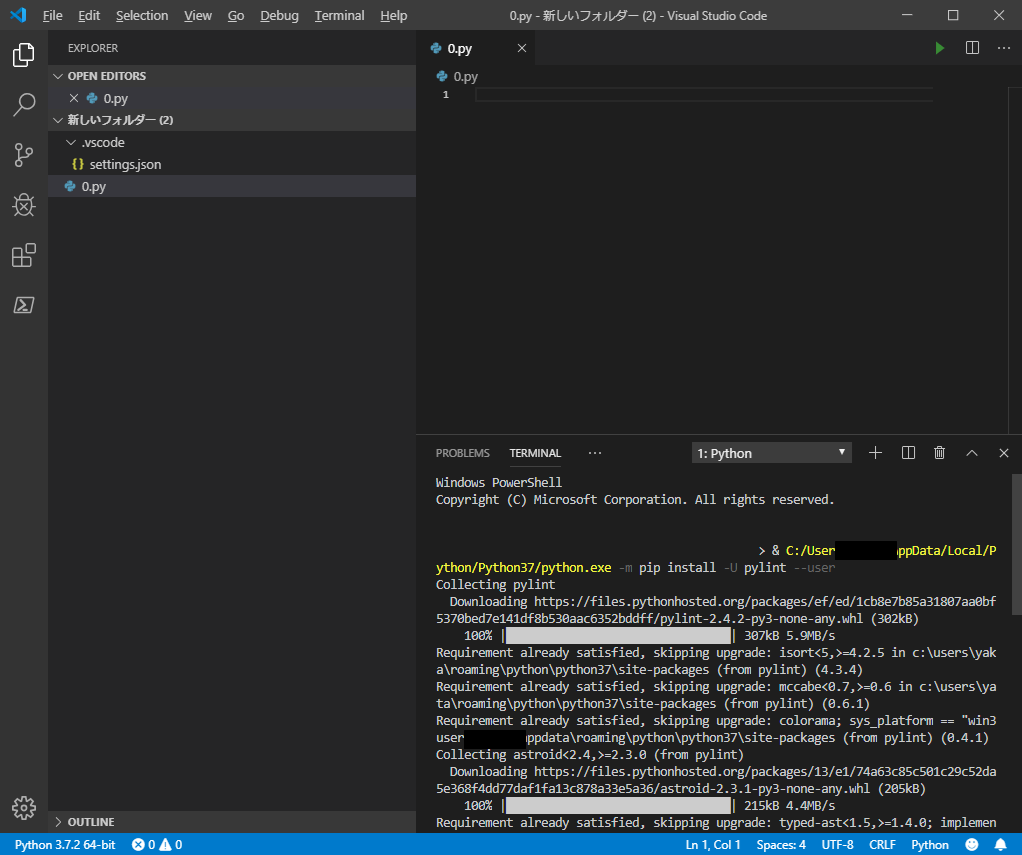 File Edit Selection View Go Debug Terminal Help 0.py - 新しいフォルダー (2) - Visual Studio Code
EXPLORER
OPEN EDITORS
0.py
新しいフォルダー (2)
.vscode
{} settings.json
0.py
OUTLINE
0.py
0.py
1
PROBLEMS TERMINAL ··· 1: Python
Windows PowerShell
Copyright (C) Microsoft Corporation. All rights reserved.
> & C:/User ppData/Local/P
ython/Python37/python.exe -m pip install -U pylint --user
Collecting pylint
Downloading https://files.pythonhosted.org/packages/ef/ed/1cb8e7b85a31807aa0bf
5370bed7e141df8b530aac6352bddff/pylint-2.4.2-py3-none-any.whl (302kB)
100% | | 307kB 5.9MB/s
Requirement already satisfied, skipping upgrade: isort<5,>=4.2.5 in c:\users\yak
a\roaming\python\python37\site-packages (from pylint) (4.3.4)
Requirement already satisfied, skipping upgrade: mccabe<0.7,>=0.6 in c:\users\ya
ta\roaming\python\python37\site-packages (from pylint) (0.6.1)
Requirement already satisfied, skipping upgrade: colorama; sys_platform == "win3
user ppdata\roaming\python\python37\site-packages (from pylint) (0.4.1)
Collecting astroid<2.4,>=2.3.0 (from pylint)
Downloading https://files.pythonhosted.org/packages/13/e1/74a63c85c501c29c52da
5e368f4dd77daf1fa13c878a33e5a36/astroid-2.3.1-py3-none-any.whl (205kB)
100% | | 215kB 4.4MB/s
Requirement already satisfied, skipping upgrade: typed-ast<1.5,>=1.4.0; implemen
Python 3.7.2 64-bit 0 0 Ln 1, Col 1 Spaces: 4 UTF-8 CRLF Python